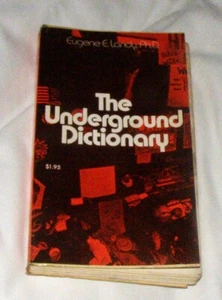 Eugene E. Landy, Ph.D.
The
Underground
Dictionary
$1.95